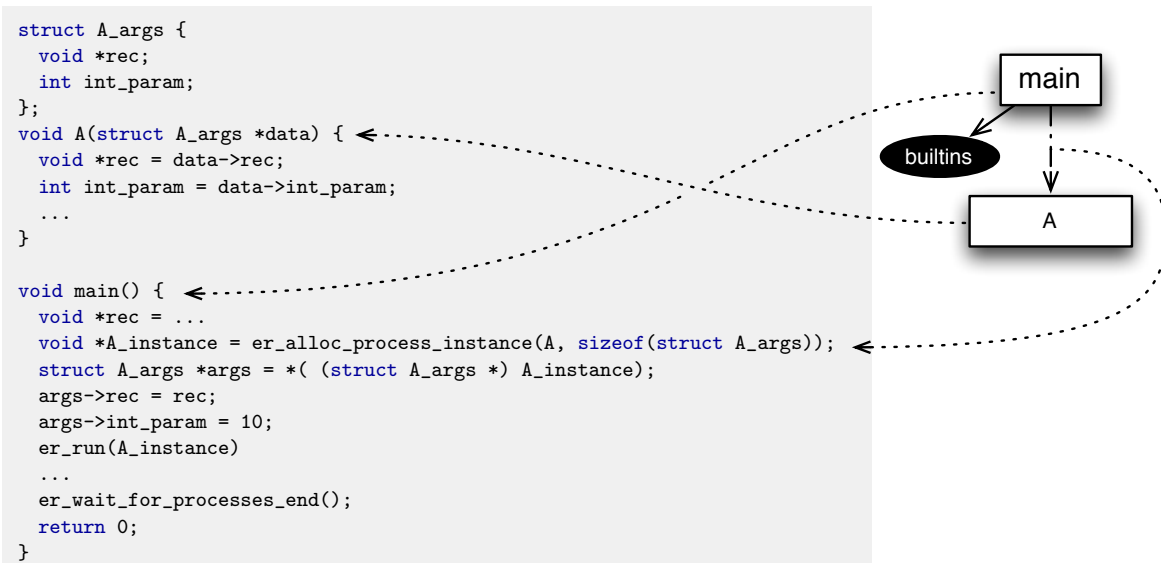 struct A_args {
  void *rec;
  int int_param;
};
void A(struct A_args *data) {
  void *rec = data->rec;
  int int_param = data->int_param;
  ...
}
void main() {
  void *rec = ...
  void *A_instance = er_alloc_process_instance(A, sizeof(struct A_args));
  struct A_args *args = *( (struct A_args *) A_instance);
  args->rec = rec;
  args->int_param = 10;
  er_run(A_instance)
  ...
  er_wait_for_processes_end();
  return 0;
}
main
builtins
A